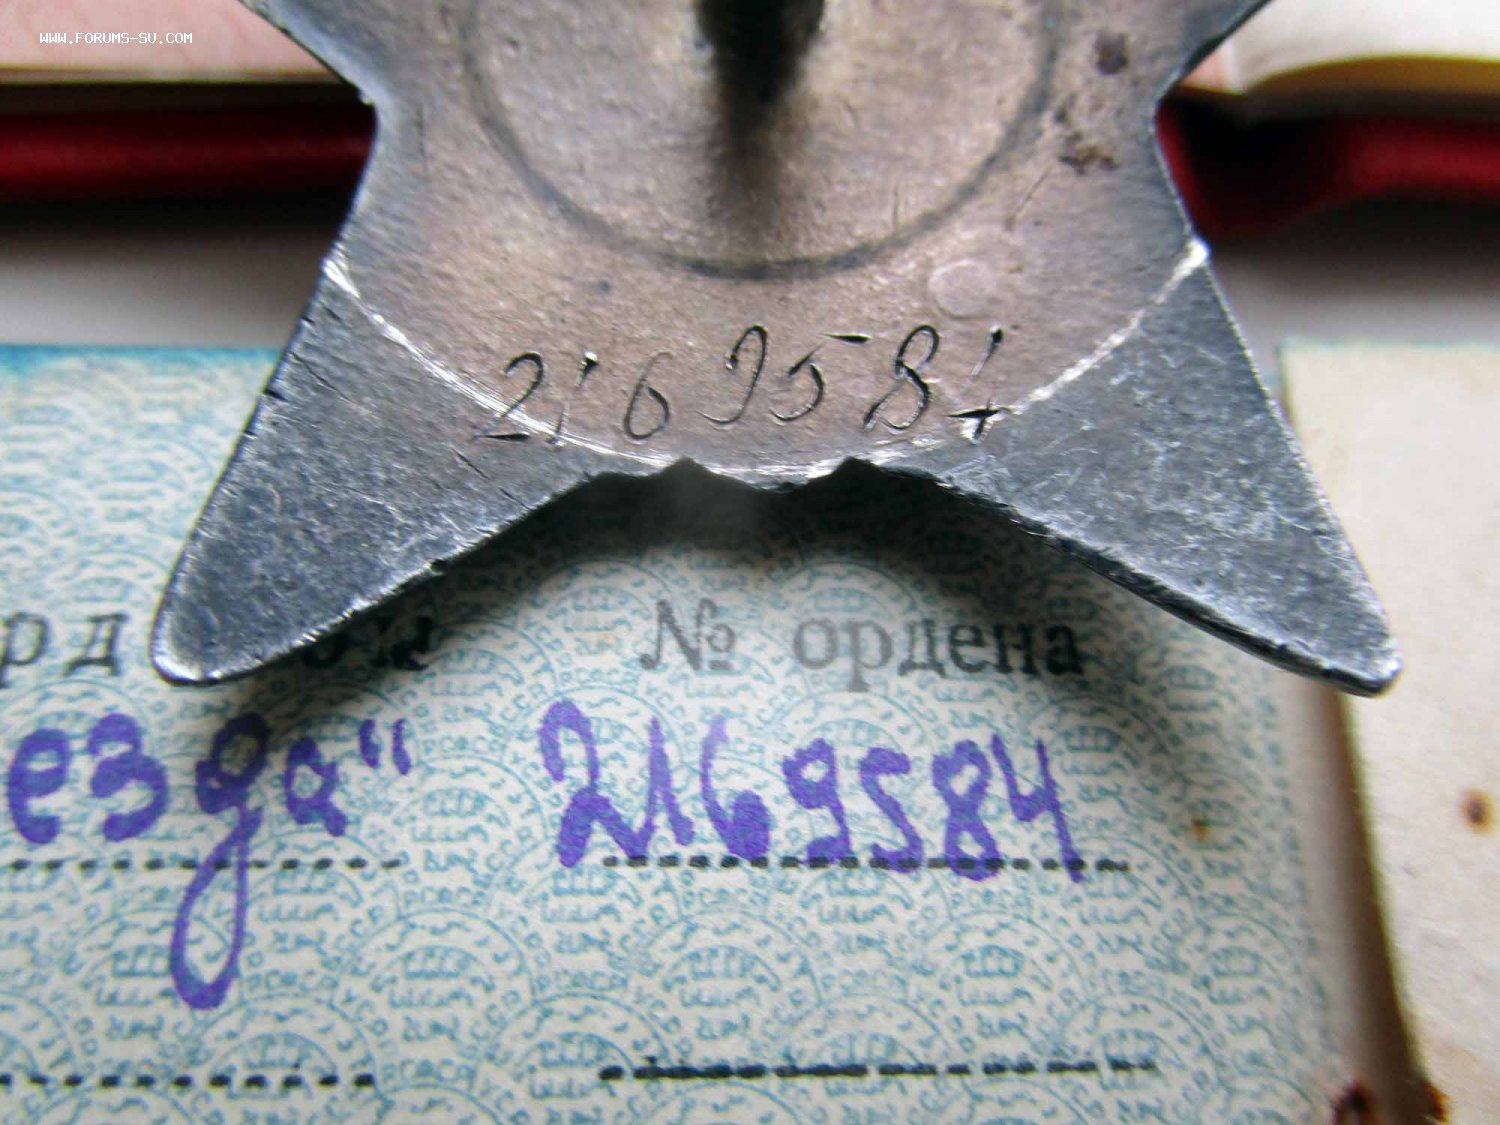 WWW.FORUMS-SU.COM
2169584
№ ордена
езда" 2169584